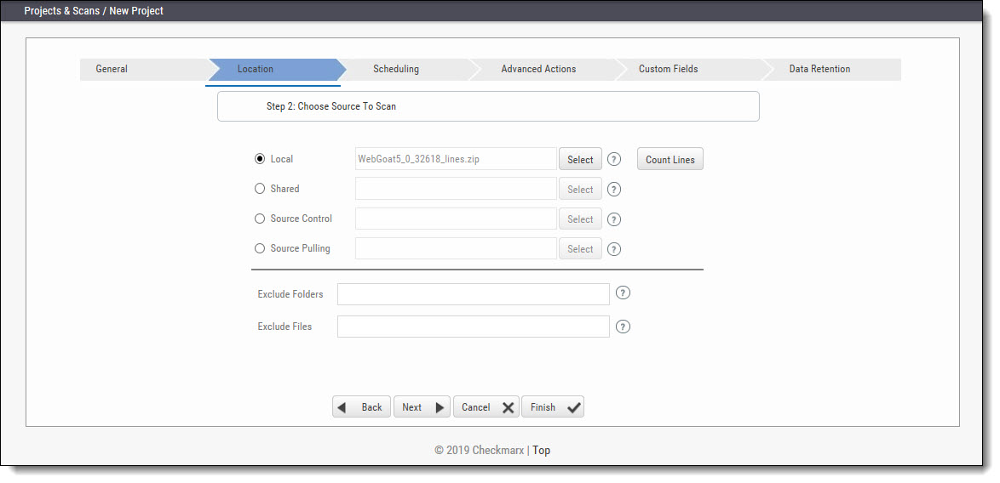 Projects & Scans / New Project
General Location Scheduling Advanced Actions Custom Fields Data Retention
Step 2: Choose Source To Scan
Local WebGoat5_0_32618_lines.zip Select ? Count Lines
Shared Select ?
Source Control Select ?
Source Pulling Select ?
Exclude Folders ?
Exclude Files ?
Back Next Cancel Finish
© 2019 Checkmarx | Top